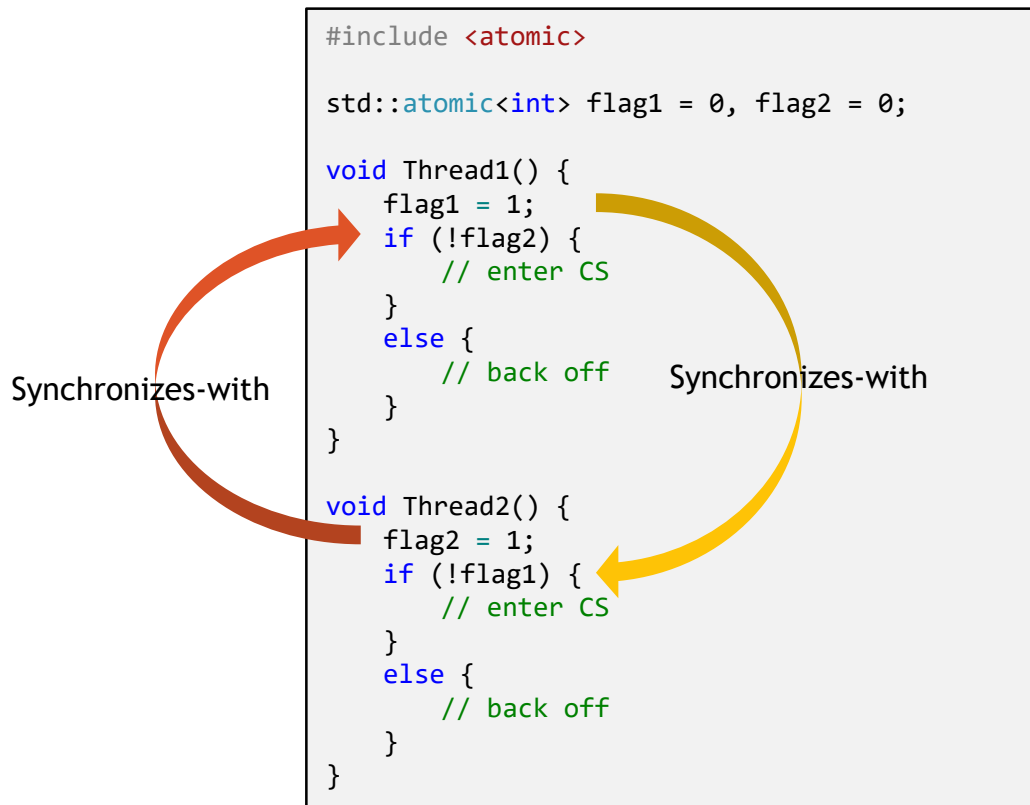 #include <atomic>
std::atomic<int> flag1 = 0, flag2 = 0;
void Thread1() {
flag1 = 1;
if (!flag2) {
// enter CS
}
else {
// back off
}
}
Synchronizes-with
Synchronizes-with
void Thread2() {
flag2 = 1;
if (!flag1) {
// enter CS
}
else {
// back off
}
}